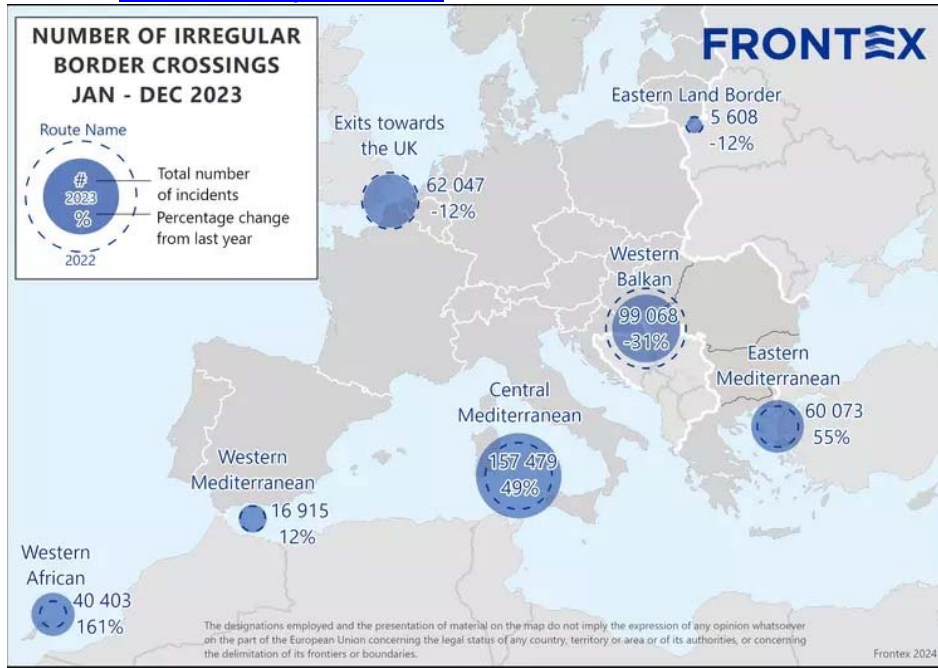 NUMBER OF IRREGULAR
BORDER CROSSINGS
JAN - DEC 2023
Route Name
#
2023
%
Total number
of incidents
Percentage change
from last year
2022
FRONTEX
Eastern Land Border
5 608
-12%
Exits towards
the UK
62 047
-12%
Western
Balkan
99 068
-31%
Eastern
Mediterranean
60 073
55%
Central
Mediterranean
157 479
49%
Western
Mediterranean
16 915
12%
Western
African
40 403
161%
The designations employed and the presentation of material on the map do not imply the expression of any opinion whatsoever
on the part of the European Union concerning the legal status of any country, territory or area or of its authorities, or concerning
the delimitation of its frontiers or boundaries.
Frontex 2024